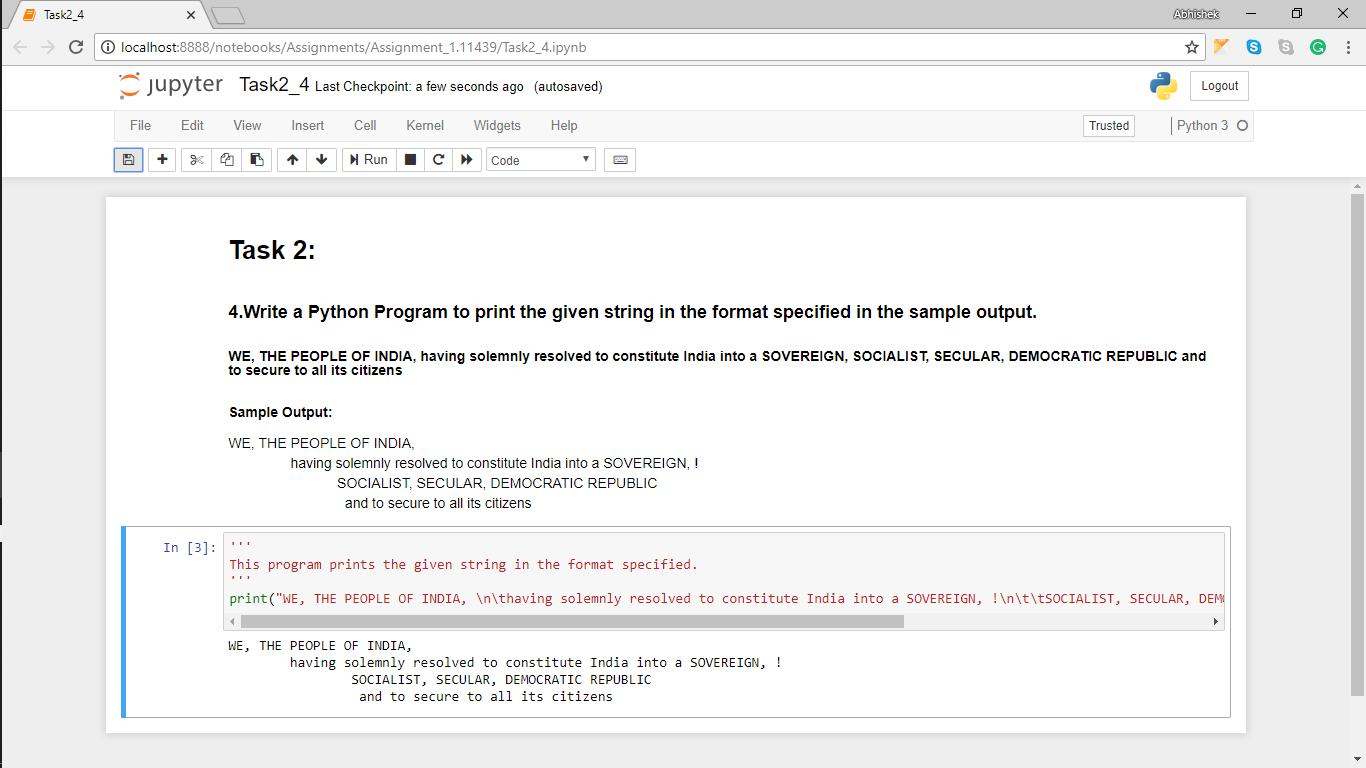 Task2_4
Abhishek
localhost:8888/notebooks/Assignments/Assignment_1.11439/Task2_4.ipynb
jupyter Task2_4 Last Checkpoint: a few seconds ago (autosaved)
Logout
File Edit View Insert Cell Kernel Widgets Help
Trusted
Python 3
Run
Code
Task 2:
4.Write a Python Program to print the given string in the format specified in the sample output.
WE, THE PEOPLE OF INDIA, having solemnly resolved to constitute India into a SOVEREIGN, SOCIALIST, SECULAR, DEMOCRATIC REPUBLIC and
to secure to all its citizens
Sample Output:
WE, THE PEOPLE OF INDIA,
having solemnly resolved to constitute India into a SOVEREIGN, !
SOCIALIST, SECULAR, DEMOCRATIC REPUBLIC
and to secure to all its citizens
In [3]:
'''
This program prints the given string in the format specified.
'''
print("WE, THE PEOPLE OF INDIA, \n\thaving solemnly resolved to constitute India into a SOVEREIGN, !\n\t\tSOCIALIST, SECULAR, DEM
WE, THE PEOPLE OF INDIA,
having solemnly resolved to constitute India into a SOVEREIGN, !
SOCIALIST, SECULAR, DEMOCRATIC REPUBLIC
and to secure to all its citizens